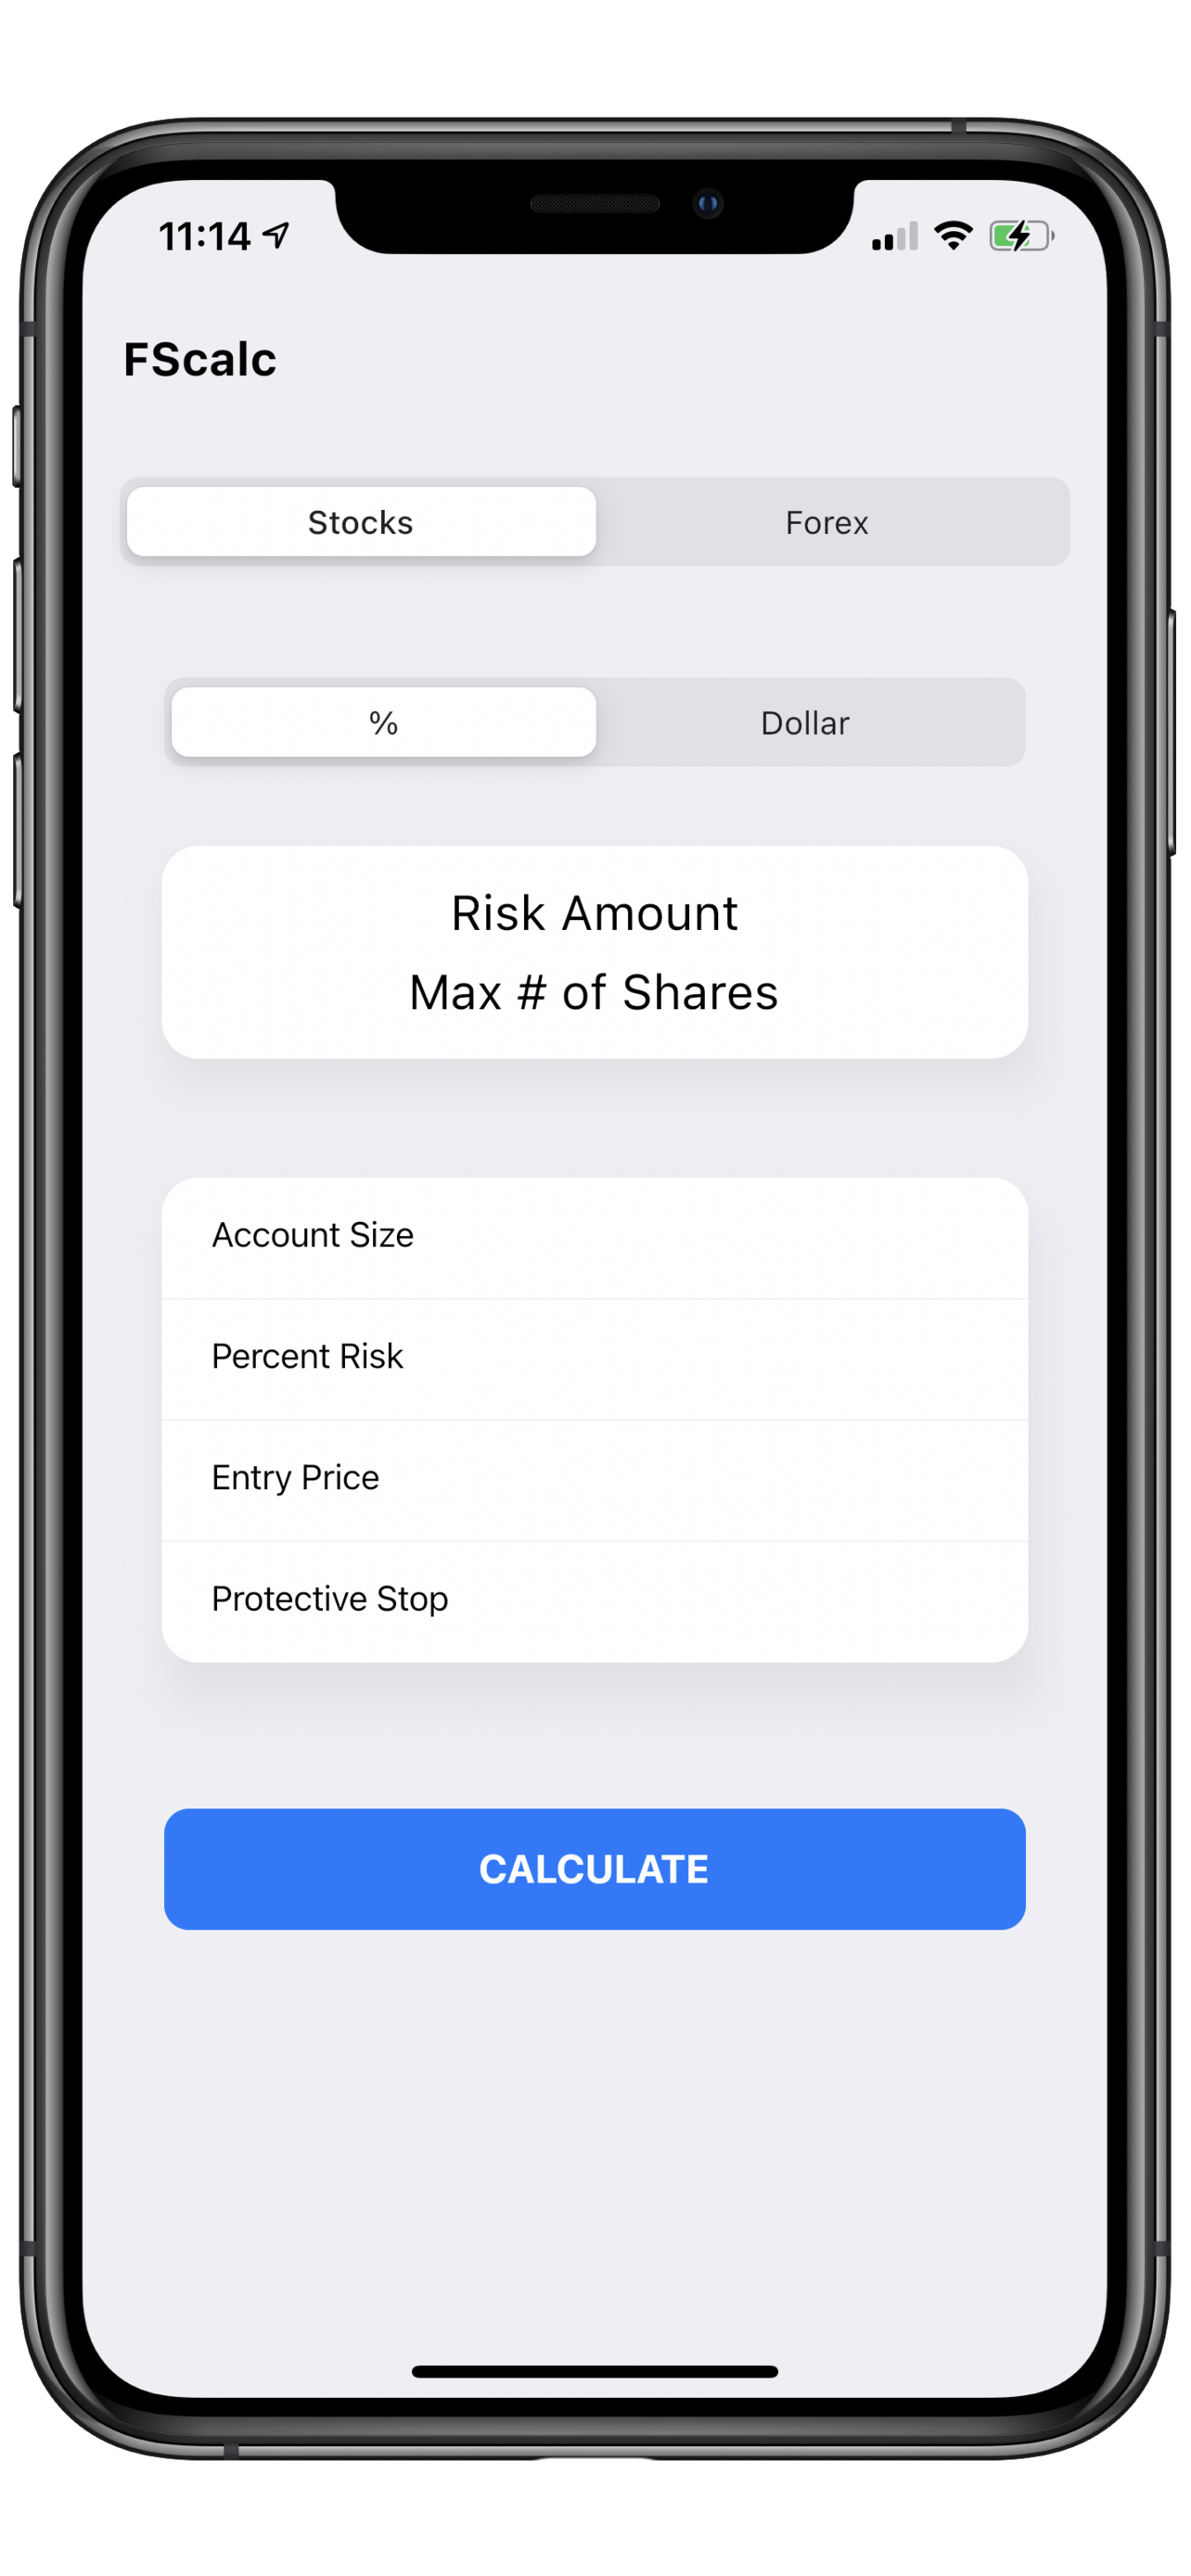 11:14
FScalc
Stocks Forex
% Dollar
Risk Amount
Max # of Shares
Account Size
Percent Risk
Entry Price
Protective Stop
CALCULATE